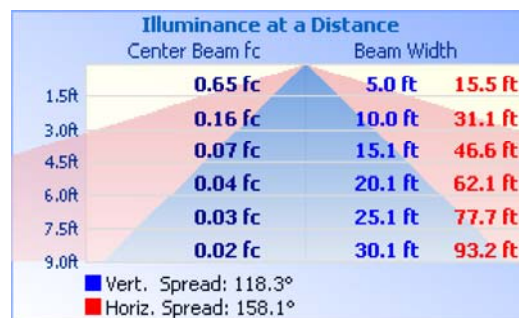 Illuminance at a Distance
Center Beam fc Beam Width
1.5ft 0.65 fc 5.0 ft 15.5 ft
3.0ft 0.16 fc 10.0 ft 31.1 ft
4.5ft 0.07 fc 15.1 ft 46.6 ft
6.0ft 0.04 fc 20.1 ft 62.1 ft
7.5ft 0.03 fc 25.1 ft 77.7 ft
9.0ft 0.02 fc 30.1 ft 93.2 ft
Vert. Spread: 118.3°
Horiz. Spread: 158.1°